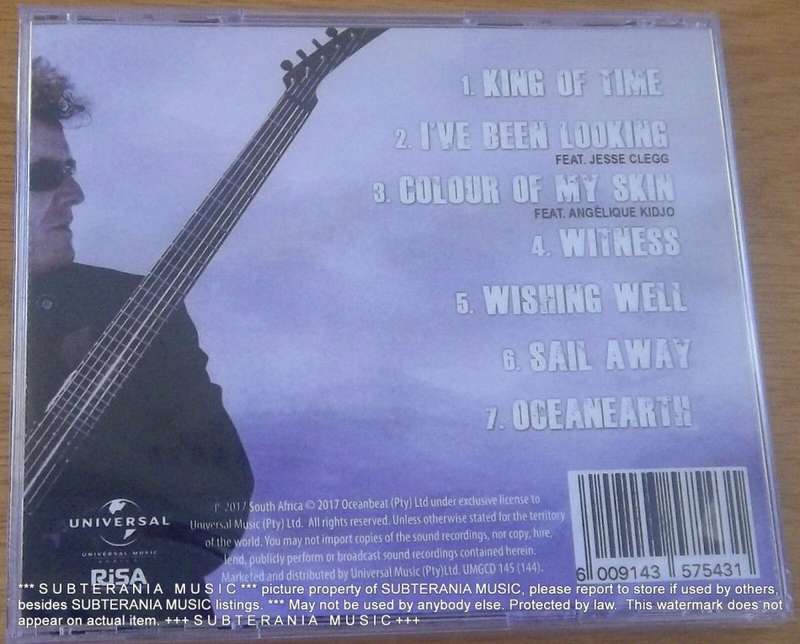 1. KING OF TIME
2. I'VE BEEN LOOKING
FEAT. JESSE CLEGG
3. COLOUR OF MY SKIN
FEAT. ANGÉLIQUE KIDJO
4. WITNESS
5. WISHING WELL
6. SAIL AWAY
7. OCEANEARTH
℗ 2017 South Africa © 2017 Oceanbeat (Pty) Ltd under exclusive license to
Universal Music (Pty) Ltd. All rights reserved. Unless otherwise stated for the territory
of the world. You may not import copies of the sound recordings, nor copy, hire,
lend, publicly perform or broadcast sound recordings contained herein.
Marketed and distributed by Universal Music (Pty)Ltd. UMGCD 145 (144).
UNIVERSAL
UNIVERSAL MUSIC
RiSA
6 009143 575431
*** S U B T E R A N I A M U S I C *** picture property of SUBTERANIA MUSIC, please report to store if used by others,
besides SUBTERANIA MUSIC listings. *** May not be used by anybody else. Protected by law. This watermark does not
appear on actual item. +++ S U B T E R A N I A M U S I C +++